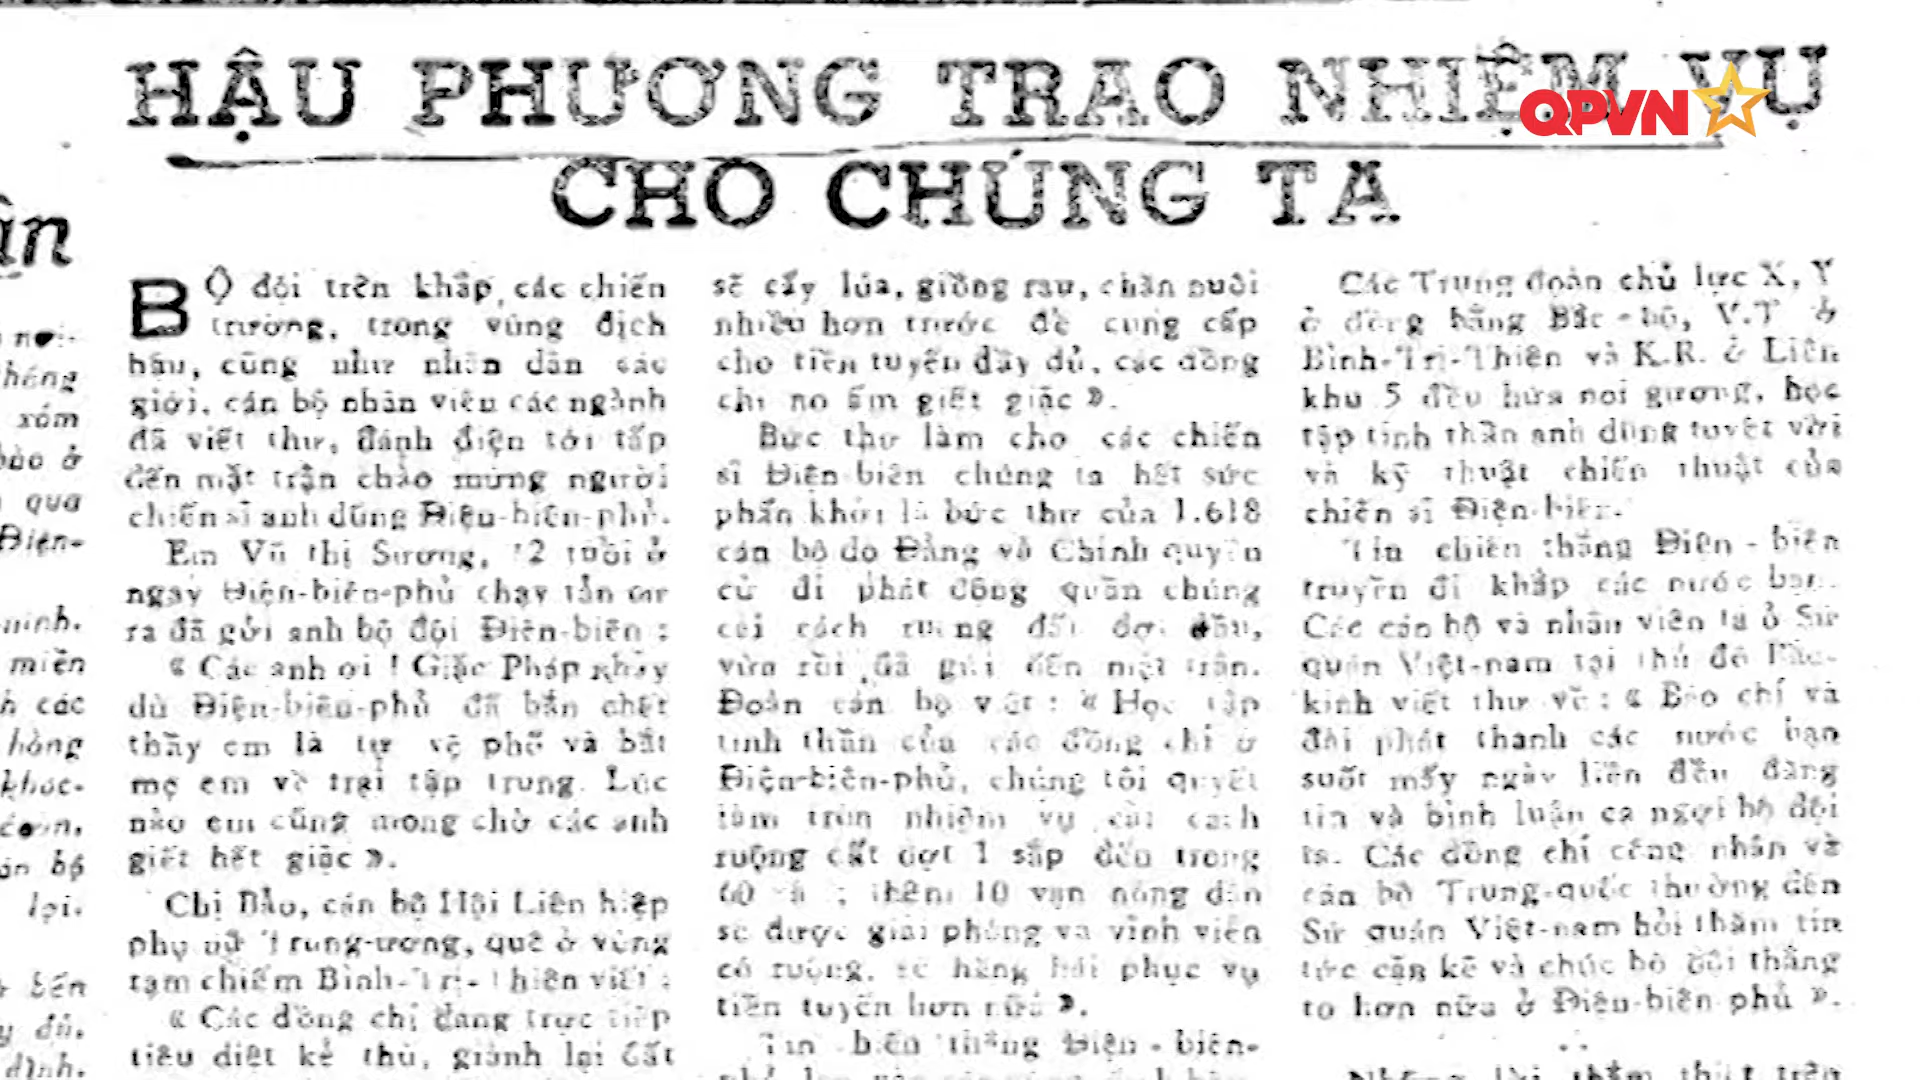 HẬU PHƯƠNG TRAO NHIỆM VỤ
CHO CHÚNG TA
QPVN
BỘ đội trên khắp các chiến
trường, trong vùng địch
hậu, cũng như nhân dân các
giới, cán bộ nhân viên các ngành
đã viết thư, đánh điện tới tấp
đến mặt trận chào mừng người
chiến sĩ anh dũng Điện-biên-phủ.
Em Vũ thị Sương, 12 tuổi ở
ngay Điện-biên-phủ chạy tản cư
ra đã gửi anh bộ đội Điện-biên :
« Các anh ơi ! Giặc Pháp nhảy
dù Điện-biên-phủ đã bắn chết
thầy em là tự vệ phố và bắt
mẹ em về trại tập trung. Lúc
nào em cũng mong chờ các anh
giết hết giặc ».
Chị Bảo, cán bộ Hội Liên hiệp
phụ nữ Trung-ương, quê ở vùng
tạm chiếm Bình-Trị-Thiên viết :
« Các đồng chí đang trực tiếp
tiêu diệt kẻ thù, giành lại đất
sẽ cấy lúa, giồng rau, chăn nuôi
nhiều hơn trước để cung cấp
cho tiền tuyến đầy đủ, các đồng
chí no ấm giết giặc ».
Bức thư làm cho các chiến
sĩ Điện-biên chúng ta hết sức
phấn khởi là bức thư của 1.618
cán bộ do Đảng và Chính quyền
cử đi phát động quần chúng
cải cách ruộng đất đợt đầu,
vừa rồi đã gửi đến mặt trận.
Đoàn cán bộ viết : « Học tập
tinh thần của các đồng chí ở
Điện-biên-phủ, chúng tôi quyết
làm tròn nhiệm vụ cải cách
ruộng đất đợt 1 sắp đến trong
60 xã ; thêm 10 vạn nông dân
sẽ được giải phóng và vĩnh viễn
có ruộng, sẽ hăng hái phục vụ
tiền tuyến hơn nữa ».
Tin biên thắng Điện-biên-
Các Trung đoàn chủ lực X, Y
ở đồng bằng Bắc-bộ, V.T ở
Bình-Trị-Thiên và K.R. ở Liên
khu 5 đều hứa noi gương, học
tập tinh thần anh dũng tuyệt vời
và kỹ thuật chiến thuật của
chiến sĩ Điện-biên.
Tin chiến thắng Điện-biên
truyền đi khắp các nước bạn.
Các cán bộ và nhân viên ta ở Sứ
quán Việt-nam tại thủ đô Bắc-
kinh viết thư về : « Báo chí và
đài phát thanh các nước bạn
suốt mấy ngày liền đều đăng
tin và bình luận ca ngợi bộ đội
ta. Các đồng chí công nhân và
cán bộ Trung-quốc thường đến
Sứ quán Việt-nam hỏi thăm tin
tức cặn kẽ và chúc bộ đội thắng
to hơn nữa ở Điện-biên phủ ».
Những lời thắm thiết trên